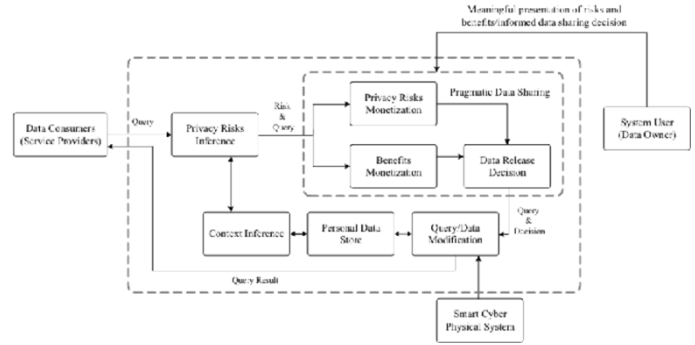 Meaningful presentation of risks and
benefits/informed data sharing decision
Pragmatic Data Sharing
Privacy Risks
Monetization
Risk
&
Query
Query
Data Consumers
(Service Providers)
Privacy Risks
Inference
System User
(Data Owner)
Benefits
Monetization
Data Release
Decision
Query
&
Decision
Context Inference
Personal Data
Store
Query/Data
Modification
Query Result
Smart Cyber
Physical System